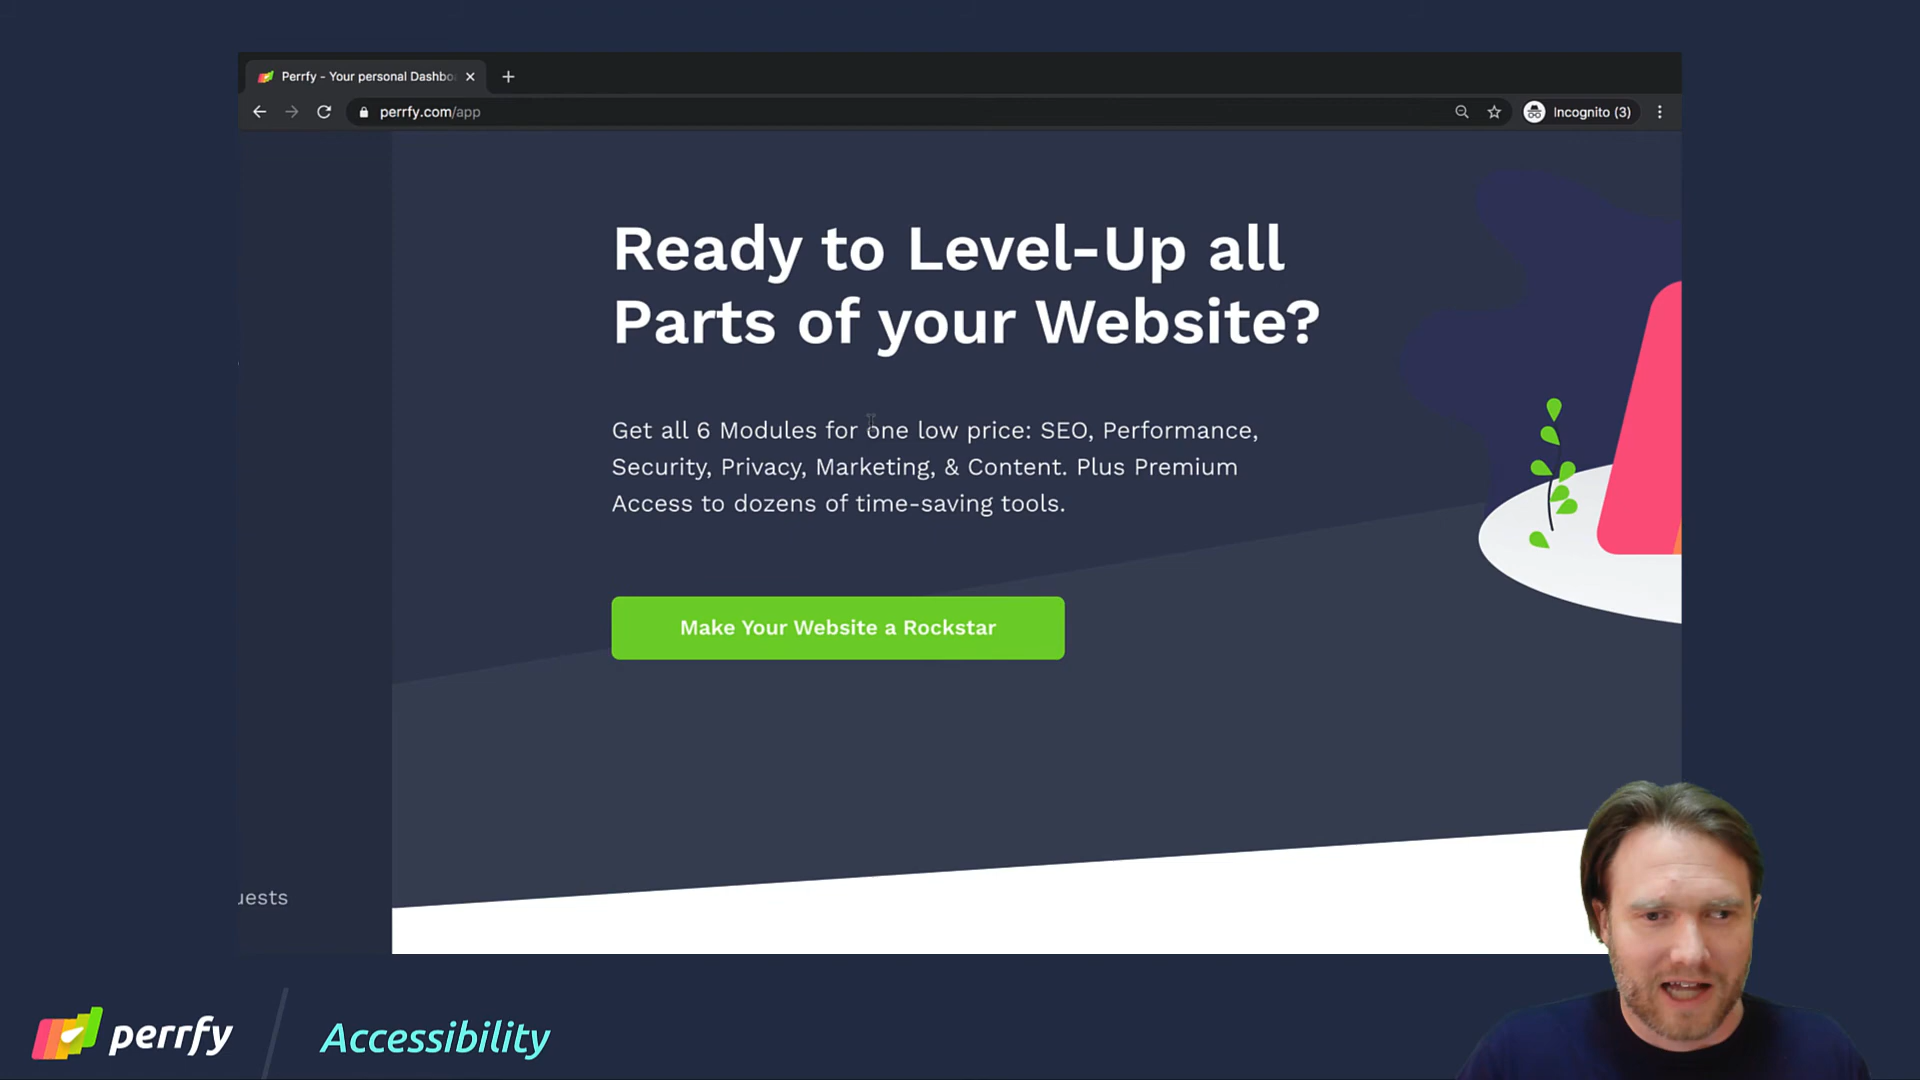 Perrfy - Your personal Dashbo
perrfy.com/app
Incognito (3)
Ready to Level-Up all
Parts of your Website?
Get all 6 Modules for one low price: SEO, Performance,
Security, Privacy, Marketing, & Content. Plus Premium
Access to dozens of time-saving tools.
Make Your Website a Rockstar
uests
perrfy
Accessibility